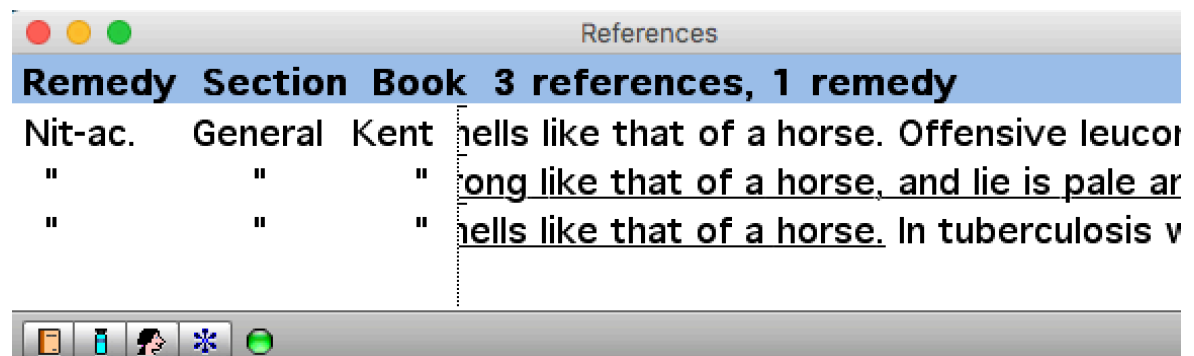 References
Remedy Section Book 3 references, 1 remedy
Nit-ac. General Kent hells like that of a horse. Offensive leucor
" " " rong like that of a horse, and lie is pale ar
" " " hells like that of a horse. In tuberculosis w